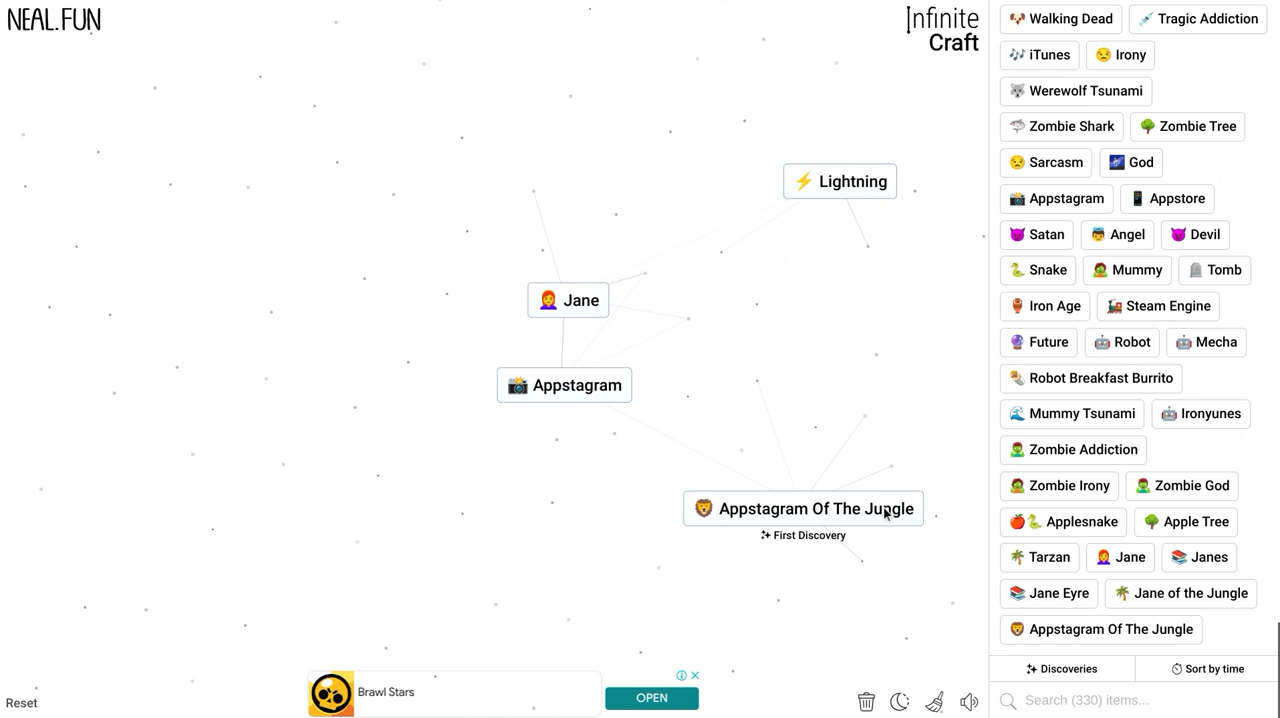 NEAL.FUN
Infinite
Craft
Lightning
Jane
Appstagram
Appstagram Of The Jungle
First Discovery
Brawl Stars
OPEN
Reset
Walking Dead Tragic Addiction
iTunes Irony
Werewolf Tsunami
Zombie Shark Zombie Tree
Sarcasm God
Appstagram Appstore
Satan Angel Devil
Snake Mummy Tomb
Iron Age Steam Engine
Future Robot Mecha
Robot Breakfast Burrito
Mummy Tsunami Ironyunes
Zombie Addiction
Zombie Irony Zombie God
Applesnake Apple Tree
Tarzan Jane Janes
Jane Eyre Jane of the Jungle
Appstagram Of The Jungle
Discoveries Sort by time
Search (330) items...